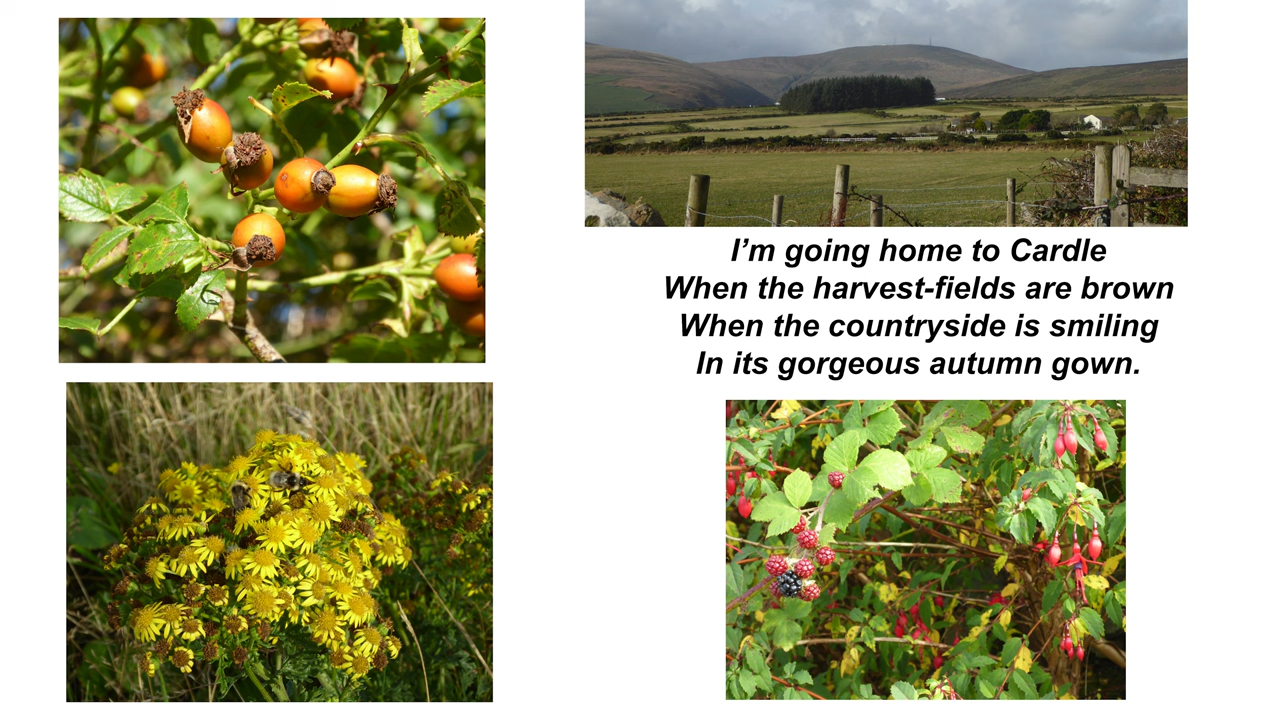 I’m going home to Cardle
When the harvest-fields are brown
When the countryside is smiling
In its gorgeous autumn gown.